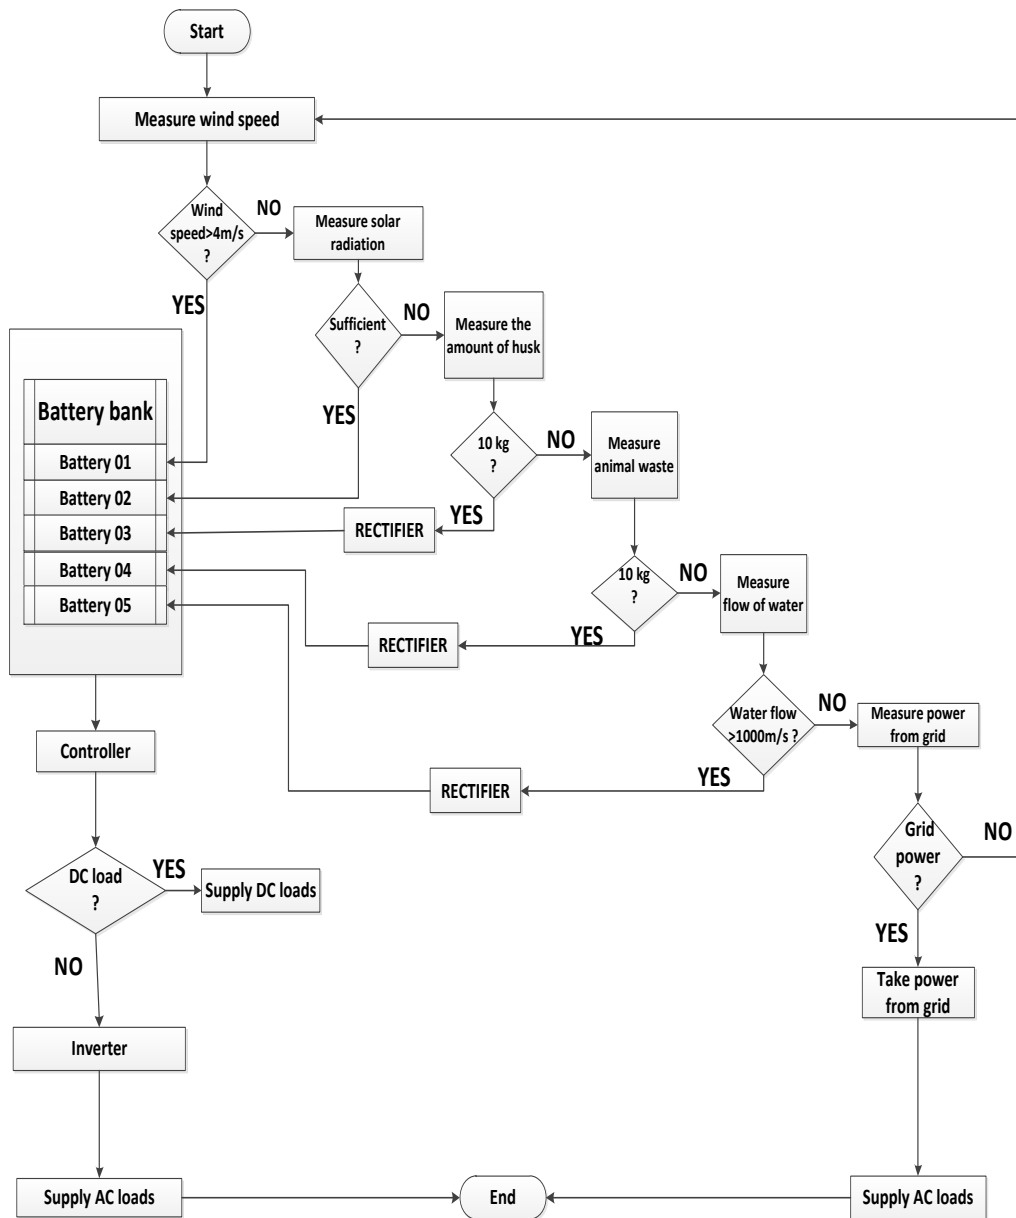 Start
Measure wind speed
Wind
speed>4m/s
?
NO
Measure solar
radiation
YES
Sufficient
?
NO
Measure the
amount of husk
YES
Battery bank
Battery 01
Battery 02
Battery 03
Battery 04
Battery 05
10 kg
?
NO
Measure
animal waste
YES
RECTIFIER
10 kg
?
NO
Measure
flow of water
YES
RECTIFIER
Water flow
>1000m/s ?
NO
Measure power
from grid
YES
RECTIFIER
Controller
Grid
power
?
NO
YES
DC load
?
YES
Supply DC loads
NO
Take power
from grid
Inverter
Supply AC loads
End
Supply AC loads